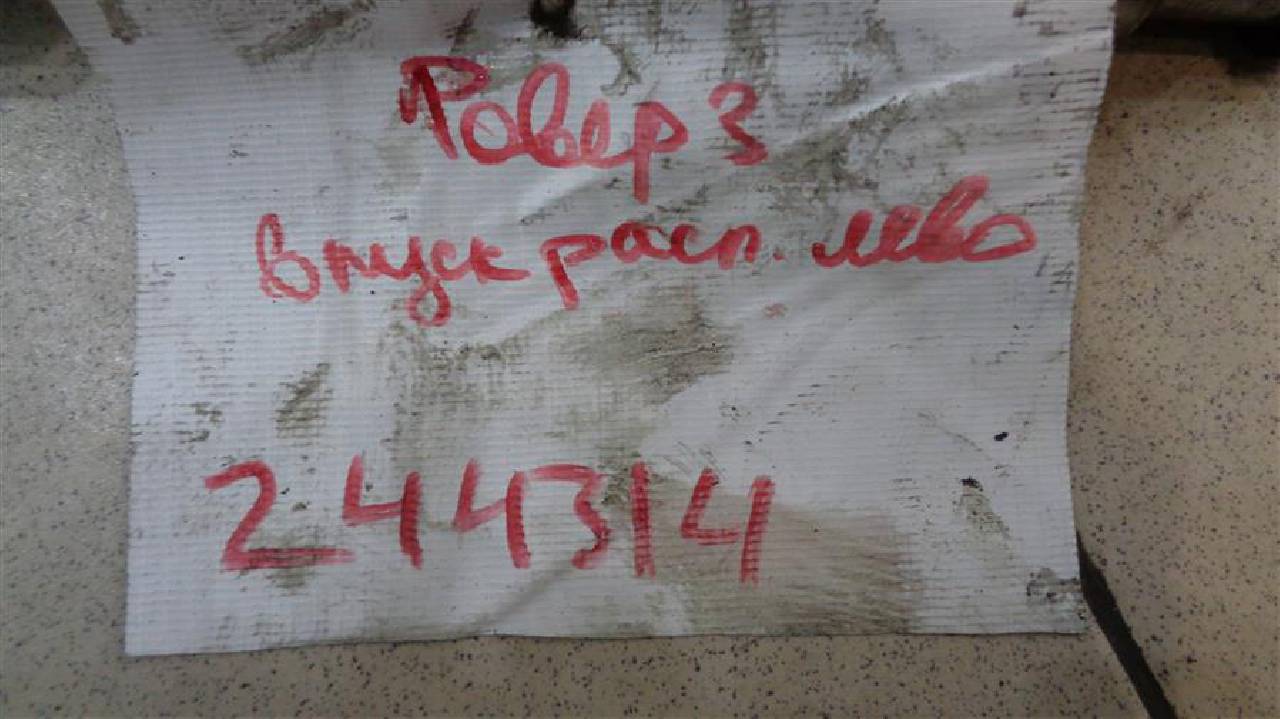 Ровер 3
впуск расп. лево
244314